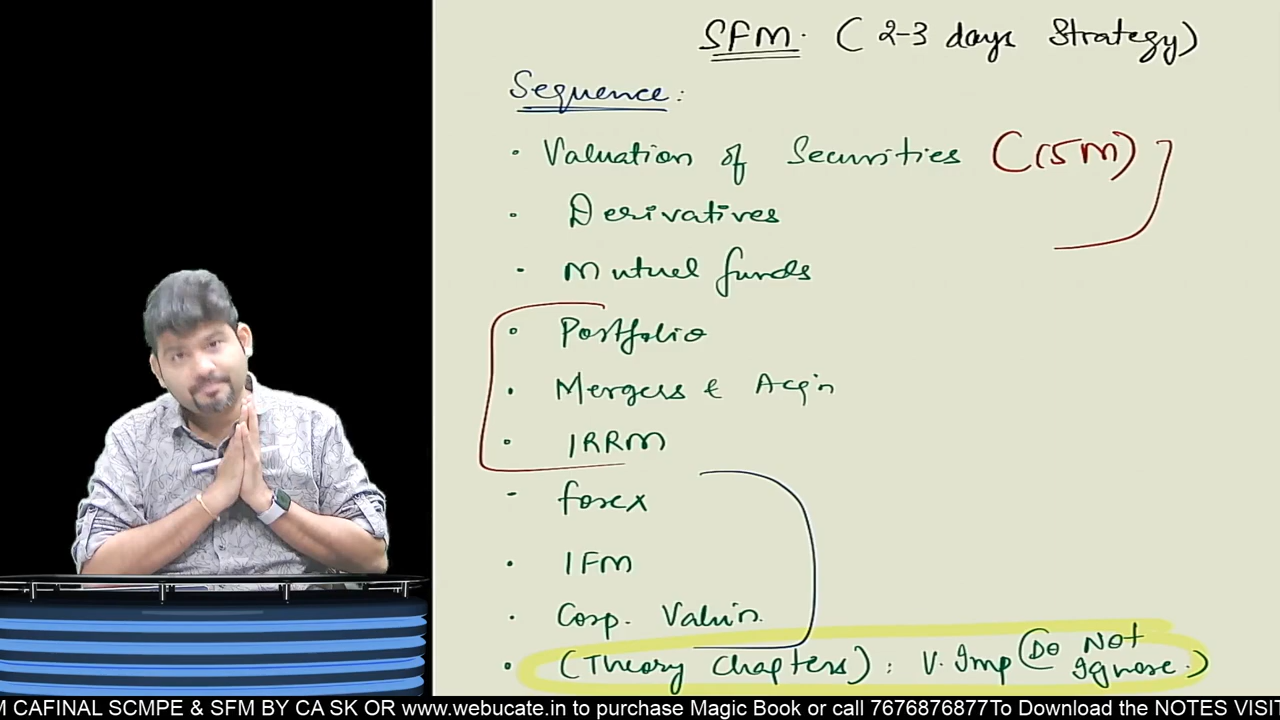 SFM. (2-3 days Strategy)
Sequence:
• Valuation of Securities (15M)
• Derivatives
• Mutual funds
• Portfolio
• Mergers & Acq'n
• IRRM
- forex
• IFM
• Corp. Valu'n.
• (Theory Chapters): V. Imp (Do Not Ignore.)
M CAFINAL SCMPE & SFM BY CA SK OR www.webucate.in to purchase Magic Book or call 7676876877To Download the NOTES VISIT